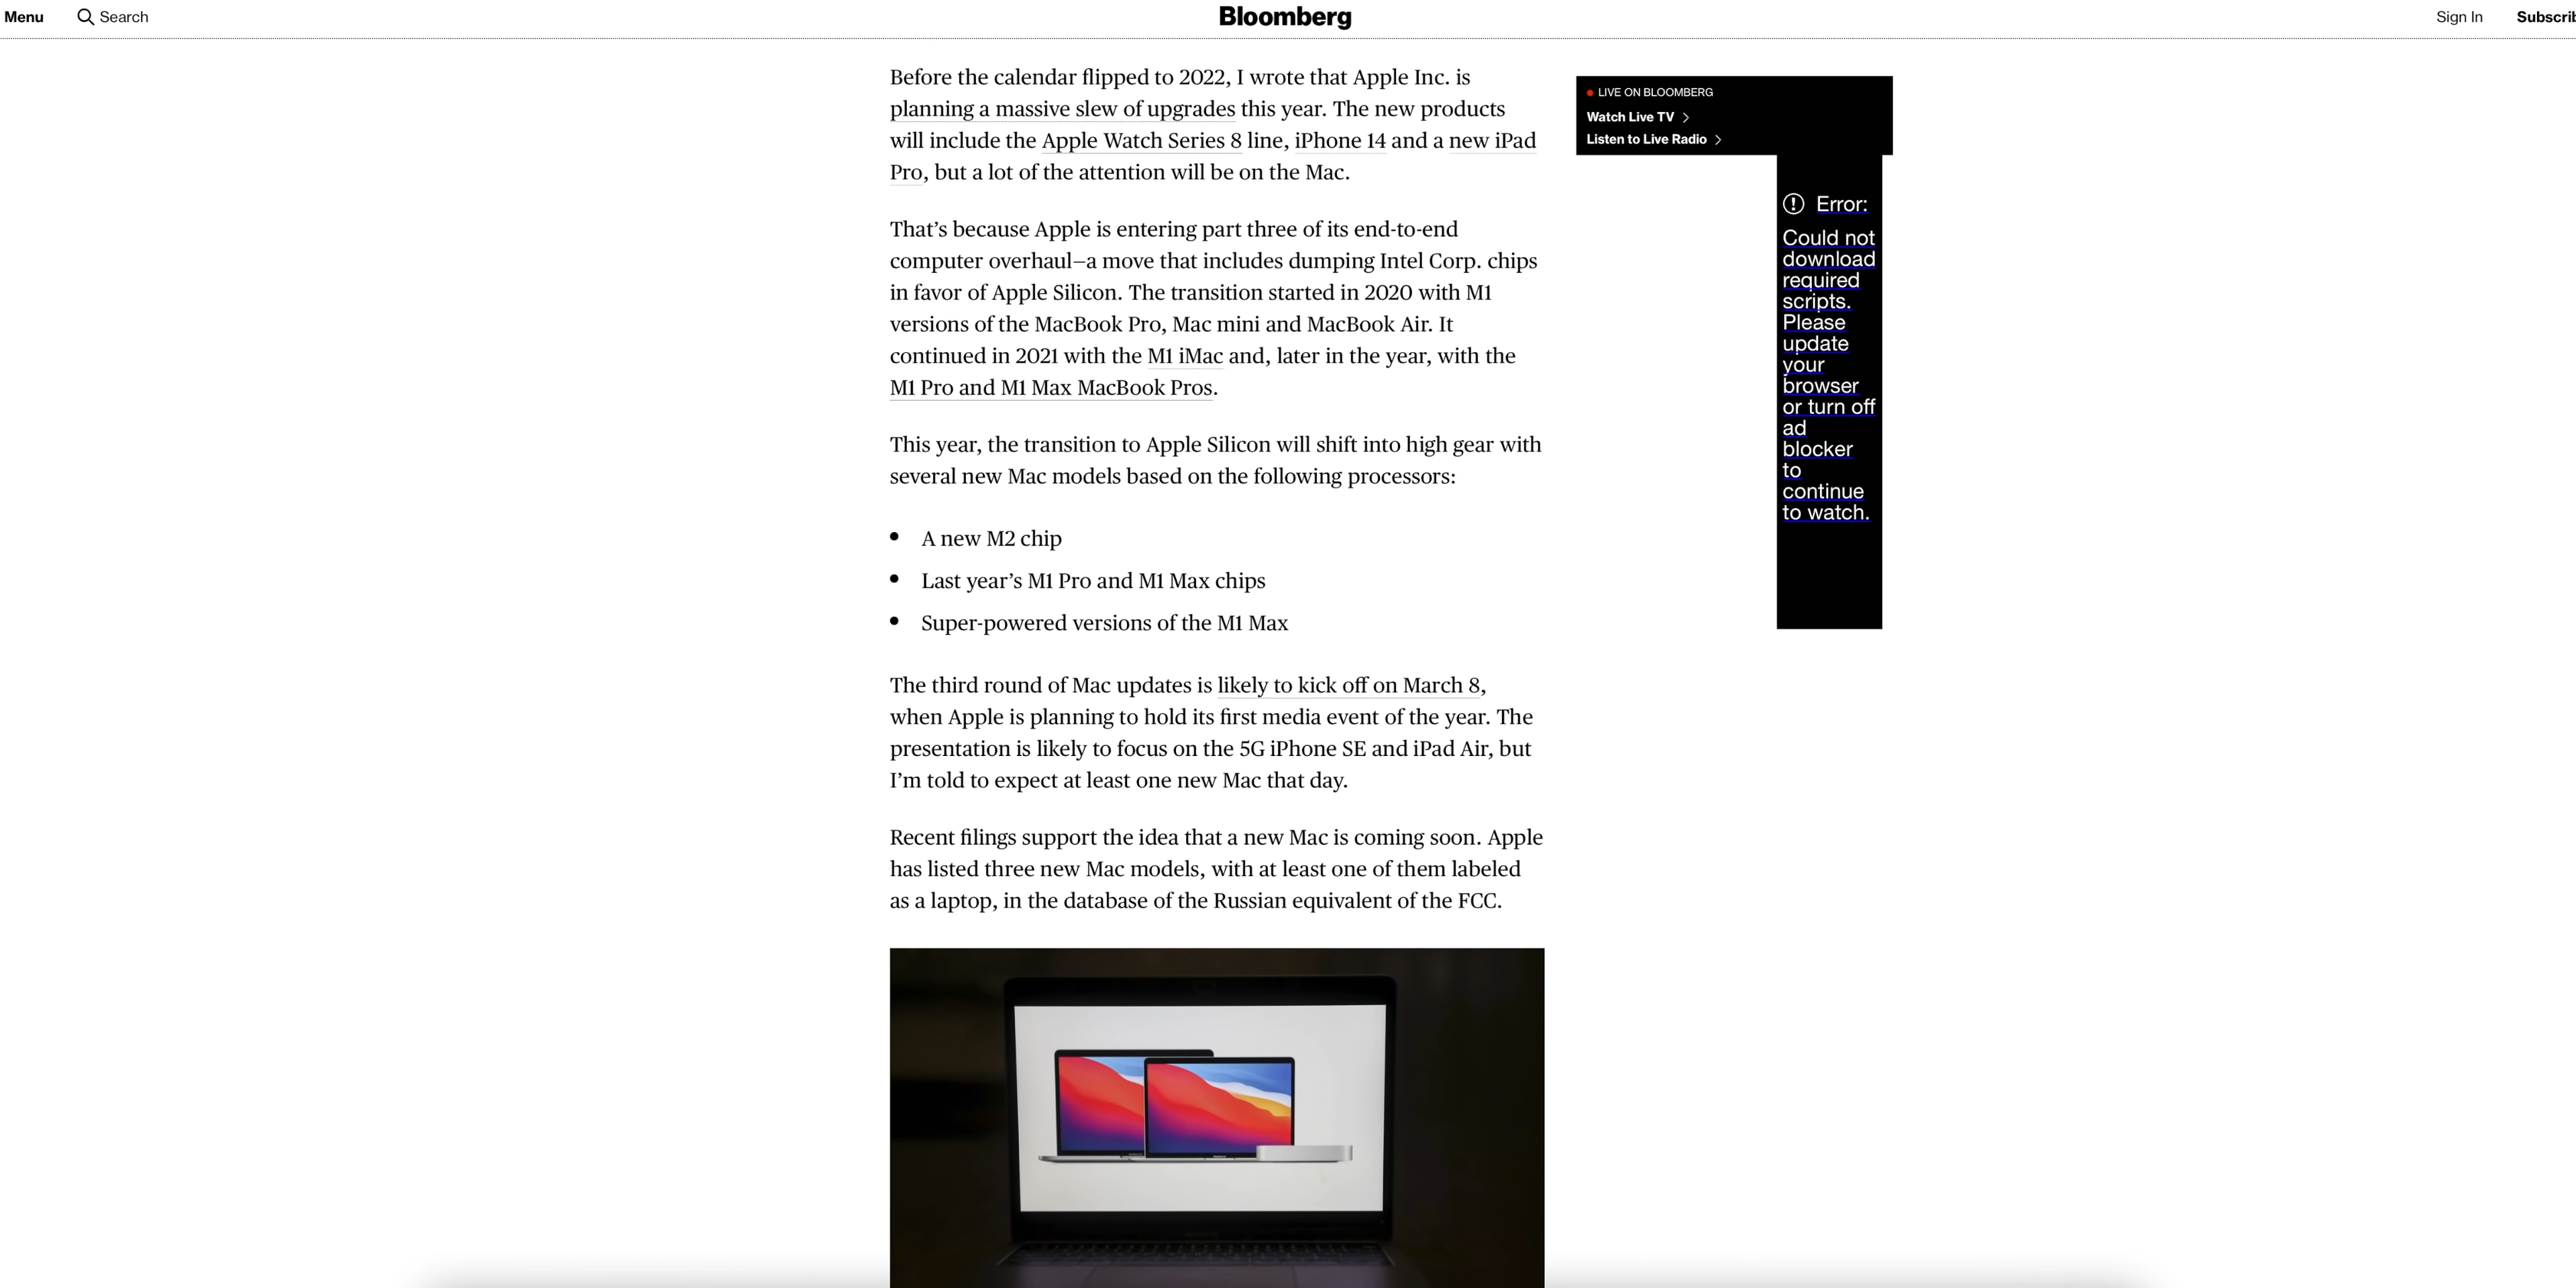 Menu
Search
Bloomberg
Sign In
Before the calendar flipped to 2022, I wrote that Apple Inc. is
planning a massive slew of upgrades this year. The new products
will include the Apple Watch Series 8 line, iPhone 14 and a new iPad
Pro, but a lot of the attention will be on the Mac.
That’s because Apple is entering part three of its end-to-end
computer overhaul—a move that includes dumping Intel Corp. chips
in favor of Apple Silicon. The transition started in 2020 with M1
versions of the MacBook Pro, Mac mini and MacBook Air. It
continued in 2021 with the M1 iMac and, later in the year, with the
M1 Pro and M1 Max MacBook Pros.
This year, the transition to Apple Silicon will shift into high gear with
several new Mac models based on the following processors:
• A new M2 chip
• Last year’s M1 Pro and M1 Max chips
• Super-powered versions of the M1 Max
The third round of Mac updates is likely to kick off on March 8,
when Apple is planning to hold its first media event of the year. The
presentation is likely to focus on the 5G iPhone SE and iPad Air, but
I’m told to expect at least one new Mac that day.
Recent filings support the idea that a new Mac is coming soon. Apple
has listed three new Mac models, with at least one of them labeled
as a laptop, in the database of the Russian equivalent of the FCC.
LIVE ON BLOOMBERG
Watch Live TV
Listen to Live Radio
Error:
Could not
download
required
scripts.
Please
update
your
browser
or turn off
ad
blocker
to
continue
to watch.